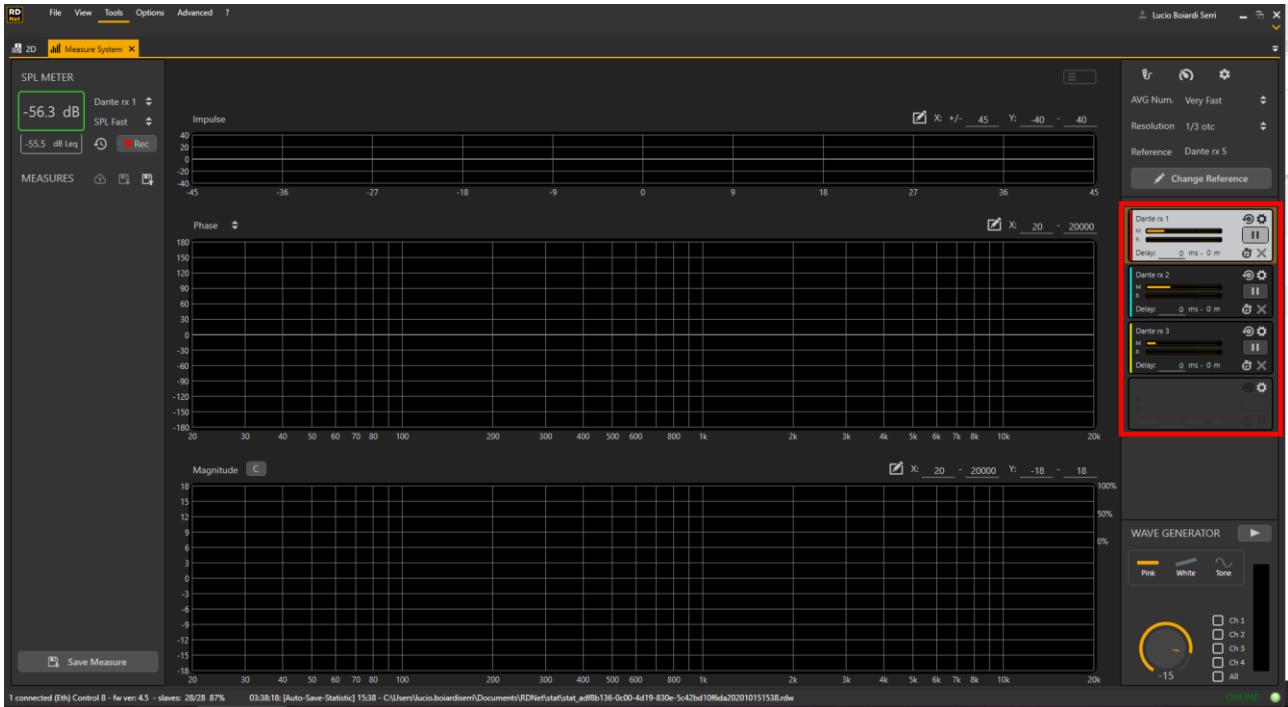 RD Net File View Tools Options Advanced ? Lucio Boiardi Serri
2D Measure System
SPL METER
-56.3 dB Dante rx 1
SPL Fast
-55.5 dB Leq Rec
MEASURES
Save Measure
Impulse X: +/- 45 Y: -40 - 40
40
20
0
-20
-40
-45 -36 -27 -18 -9 0 9 18 27 36 45
Phase X: 20 - 20000
180
150
120
90
60
30
0
-30
-60
-90
-120
-150
-180
20 30 40 50 60 70 80 100 200 300 400 500 600 800 1k 2k 3k 4k 5k 6k 7k 8k 10k 20k
Magnitude C X: 20 - 20000 Y: -18 - 18
18 100%
15
12 50%
9
6 0%
3
0
-3
-6
-9
-12
-15
-18
20 30 40 50 60 70 80 100 200 300 400 500 600 800 1k 2k 3k 4k 5k 6k 7k 8k 10k 20k
AVG Num. Very Fast
Resolution 1/3 otc
Reference Dante rx 5
Change Reference
Dante rx 1
M
R
Delay: 0 ms - 0 m
Dante rx 2
M
R
Delay: 0 ms - 0 m
Dante rx 3
M
R
Delay: 0 ms - 0 m
WAVE GENERATOR
Pink White Tone
Ch 1
Ch 2
Ch 3
Ch 4
-15 All
1 connected (Eth) Control 8 - fw ver: 4.5 - slaves: 28/28 87% 03:38:18: [Auto-Save-Statistic] 15:38 - C:\Users\lucio.boiardiserri\Documents\RDNet\stat\stat_adf8b136-0c00-4d19-830e-5c42bd10f6da202010151538.rdw ONLINE